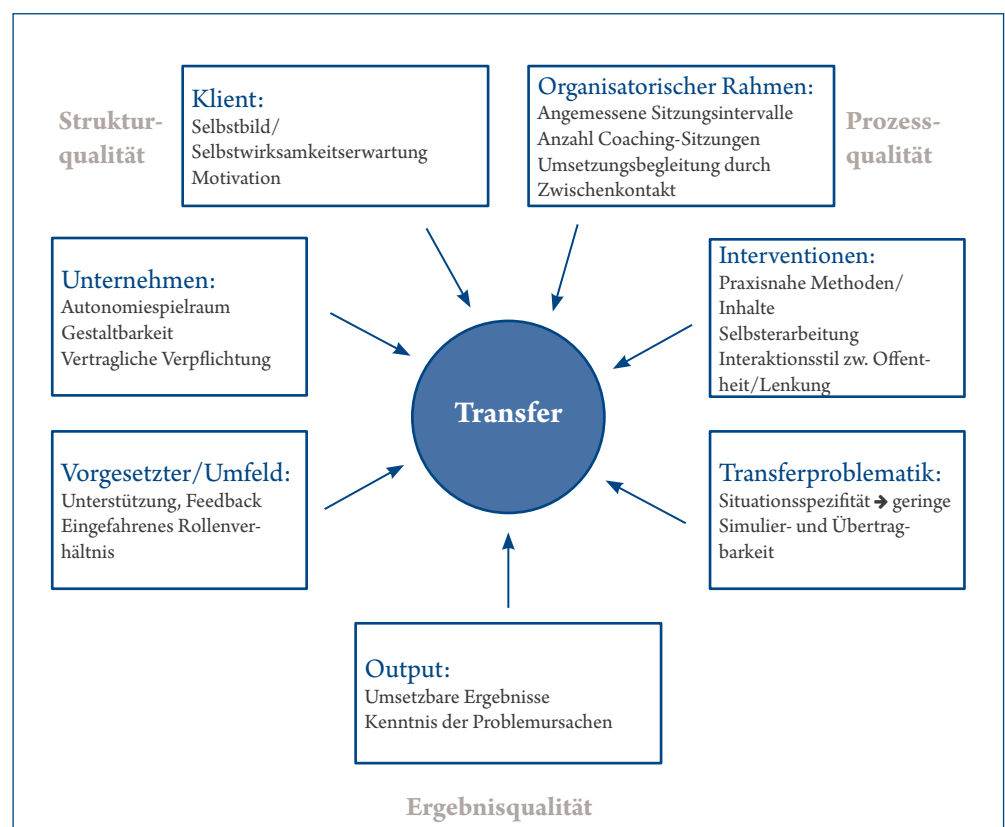 Struktur-
qualität
Klient:
Selbstbild/
Selbstwirksamkeitserwartung
Motivation
Organisatorischer Rahmen:
Angemessene Sitzungsintervalle
Anzahl Coaching-Sitzungen
Umsetzungsbegleitung durch
Zwischenkontakt
Prozess-
qualität
Unternehmen:
Autonomiespielraum
Gestaltbarkeit
Vertragliche Verpflichtung
Interventionen:
Praxisnahe Methoden/
Inhalte
Selbsterarbeitung
Interaktionsstil zw. Offent-
heit/Lenkung
Transfer
Vorgesetzter/Umfeld:
Unterstützung, Feedback
Eingefahrenes Rollenver-
hältnis
Transferproblematik:
Situationsspezifität ➔ geringe
Simulier- und Übertrag-
barkeit
Output:
Umsetzbare Ergebnisse
Kenntnis der Problemursachen
Ergebnisqualität